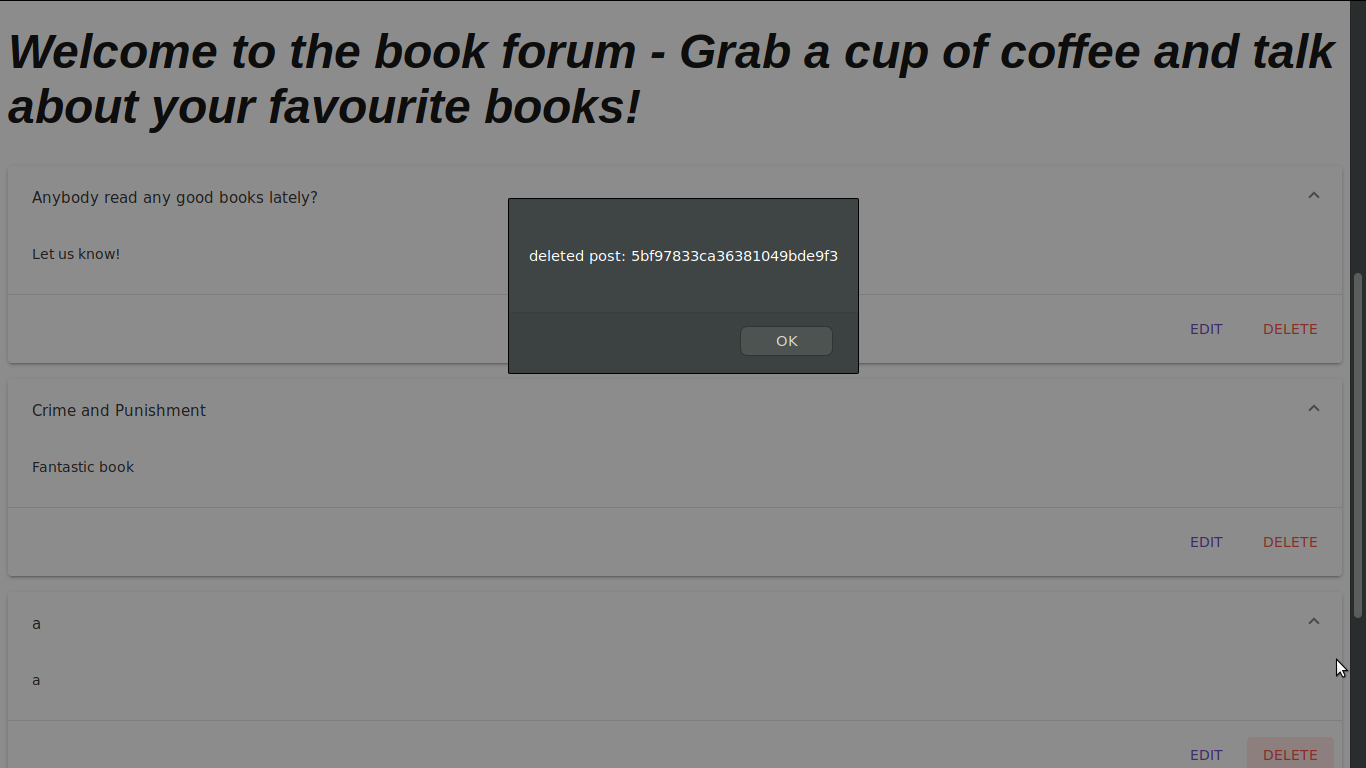 Welcome to the book forum - Grab a cup of coffee and talk
about your favourite books!
Anybody read any good books lately?
Let us know!
EDIT DELETE
deleted post: 5bf97833ca36381049bde9f3
OK
Crime and Punishment
Fantastic book
EDIT DELETE
a
a
EDIT DELETE